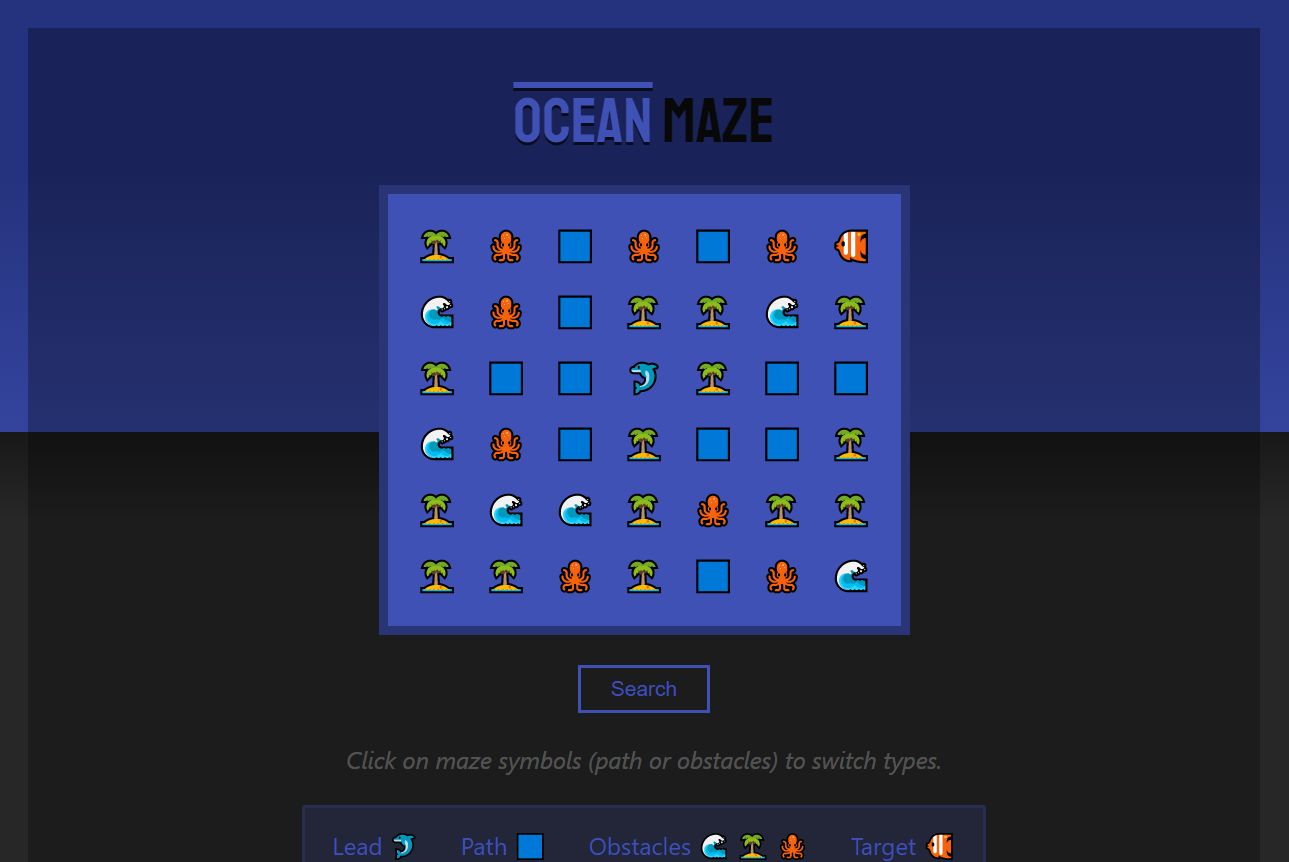 OCEAN MAZE
Search
Click on maze symbols (path or obstacles) to switch types.
Lead Path Obstacles Target